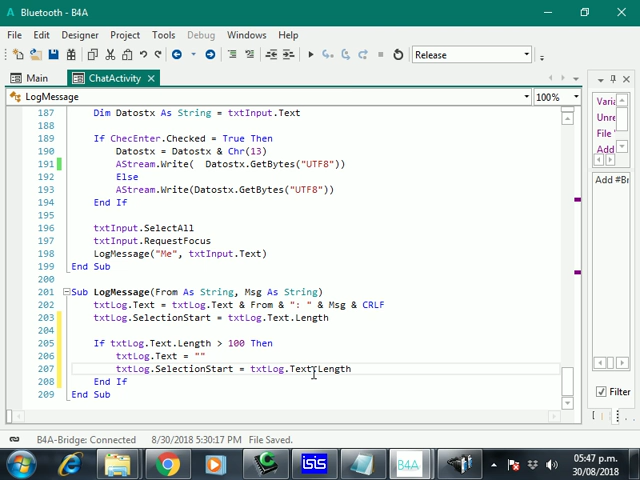 Bluetooth - B4A
File Edit Designer Project Tools Debug Windows Help
Release
Main ChatActivity
LogMessage 100%
187 Dim Datostx As String = txtInput.Text
188
189 If ChecEnter.Checked = True Then
190 Datostx = Datostx & Chr(13)
191 AStream.Write(  Datostx.GetBytes("UTF8"))
192 Else
193 AStream.Write(Datostx.GetBytes("UTF8"))
194 End If
195
196 txtInput.SelectAll
197 txtInput.RequestFocus
198 LogMessage("Me", txtInput.Text)
199 End Sub
200
201 Sub LogMessage(From As String, Msg As String)
202 txtLog.Text = txtLog.Text & From & ": " & Msg & CRLF
203 txtLog.SelectionStart = txtLog.Text.Length
204
205 If txtLog.Text.Length > 100 Then
206 txtLog.Text = ""
207 txtLog.SelectionStart = txtLog.Text.Length
208 End If
209 End Sub
Varia
Unre
File '
Add
Add #Br
Filter
B4A-Bridge: Connected 8/30/2018 5:30:17 PM File Saved.
isis
B4A
05:47 p.m.
30/08/2018